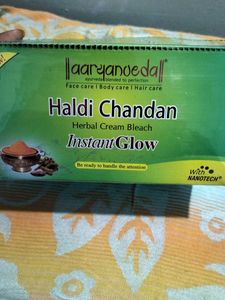 aaryanveda
ayurveda blended to perfection
Face care | Body care | Hair care
Haldi Chandan
Herbal Cream Bleach
Instant Glow
Be ready to handle the attention
With
NANOTECH